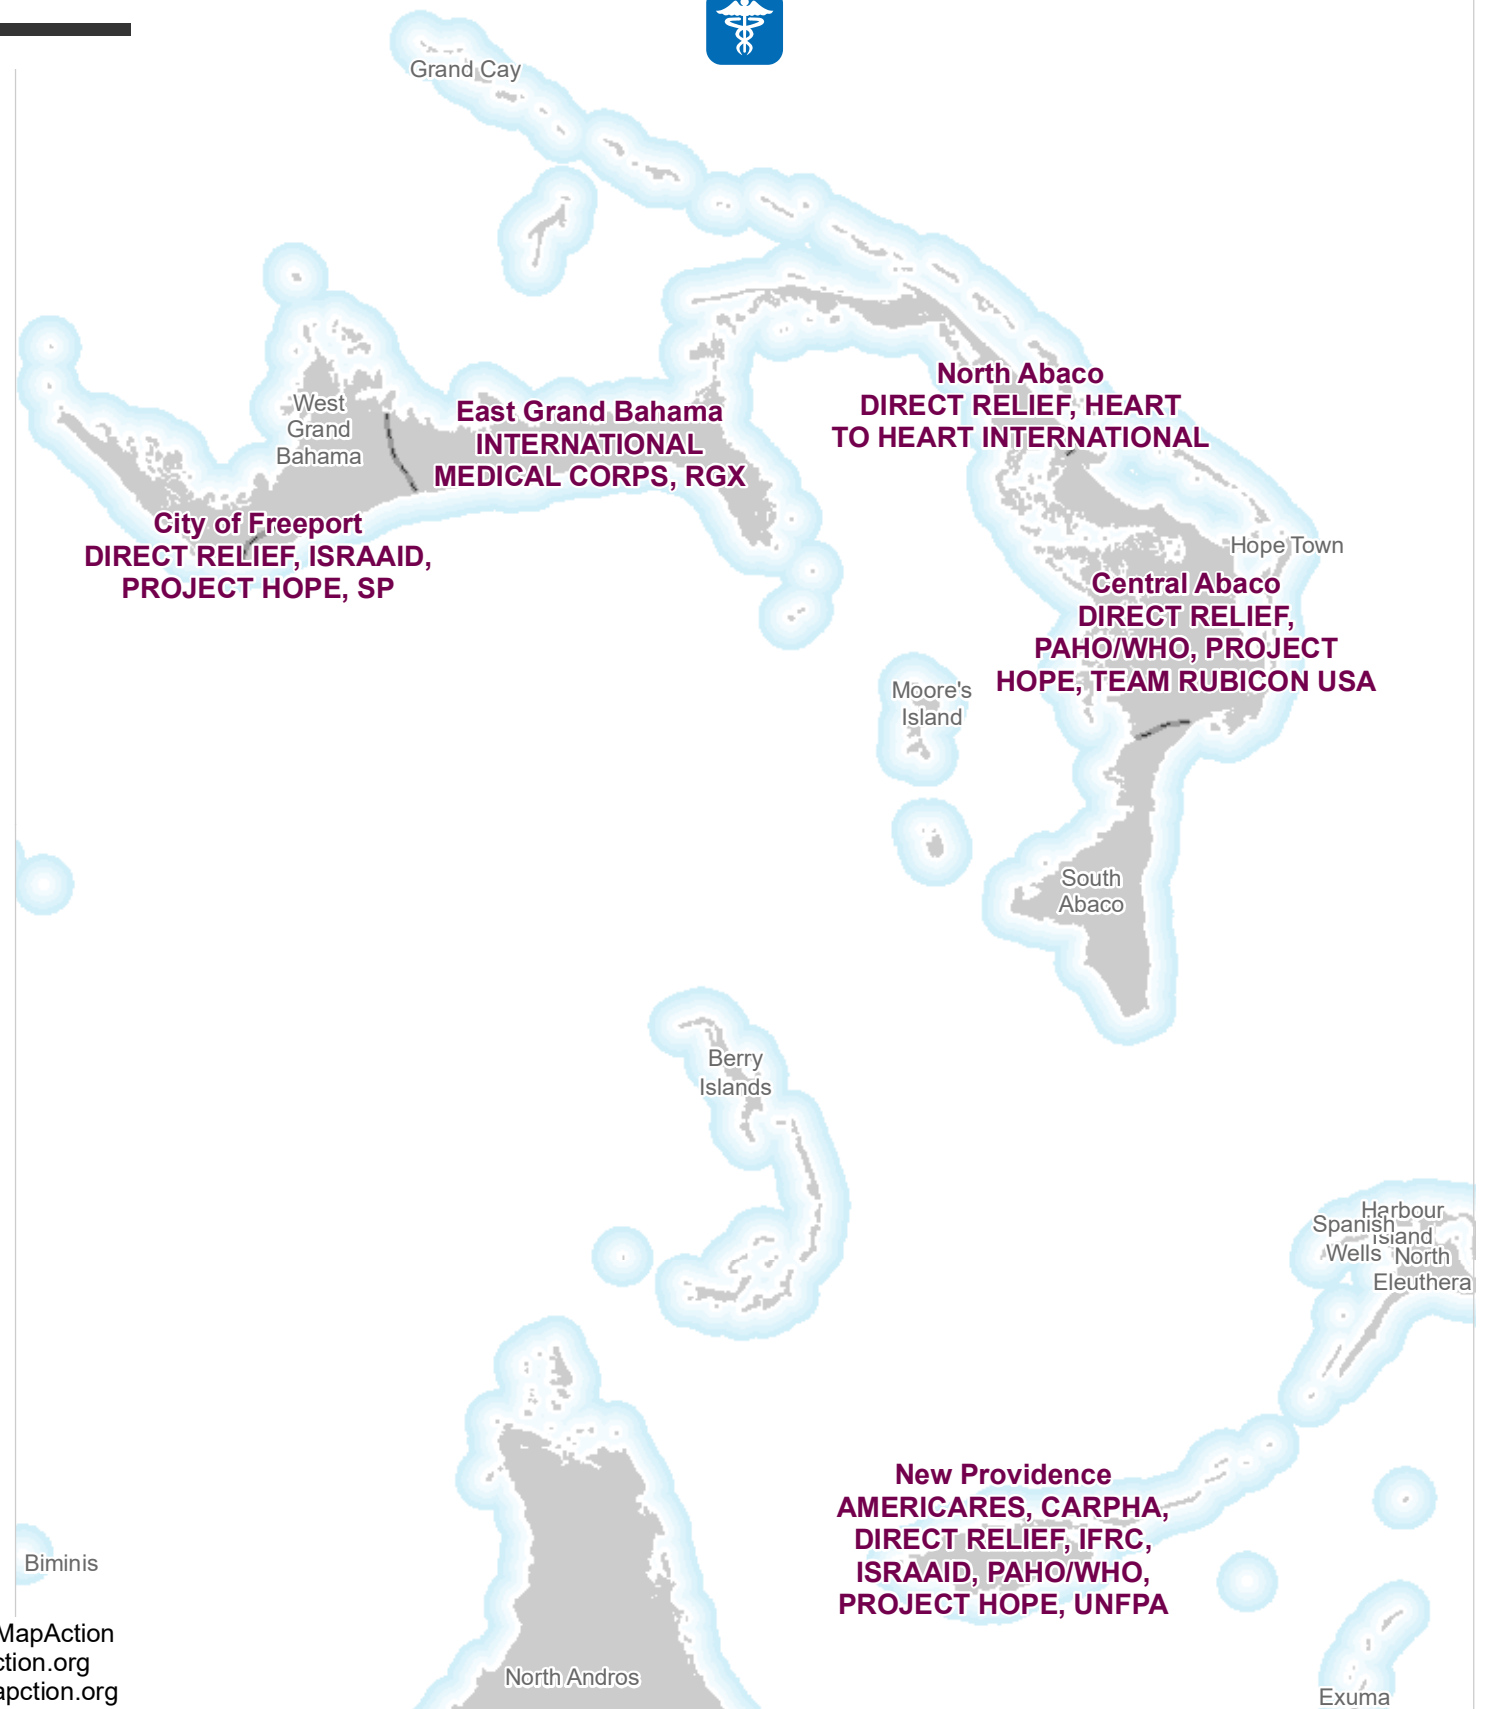 Grand Cay
West
Grand
Bahama
East Grand Bahama
INTERNATIONAL
MEDICAL CORPS, RGX
North Abaco
DIRECT RELIEF, HEART
TO HEART INTERNATIONAL
City of Freeport
DIRECT RELIEF, ISRAAID,
PROJECT HOPE, SP
Hope Town
Central Abaco
DIRECT RELIEF,
PAHO/WHO, PROJECT
HOPE, TEAM RUBICON USA
Moore's
Island
South
Abaco
Berry
Islands
Harbour
Island
Spanish
Wells
North
Eleuthera
New Providence
AMERICARES, CARPHA,
DIRECT RELIEF, IFRC,
ISRAAID, PAHO/WHO,
PROJECT HOPE, UNFPA
Biminis
MapAction
ction.org
apction.org
North Andros
Exuma